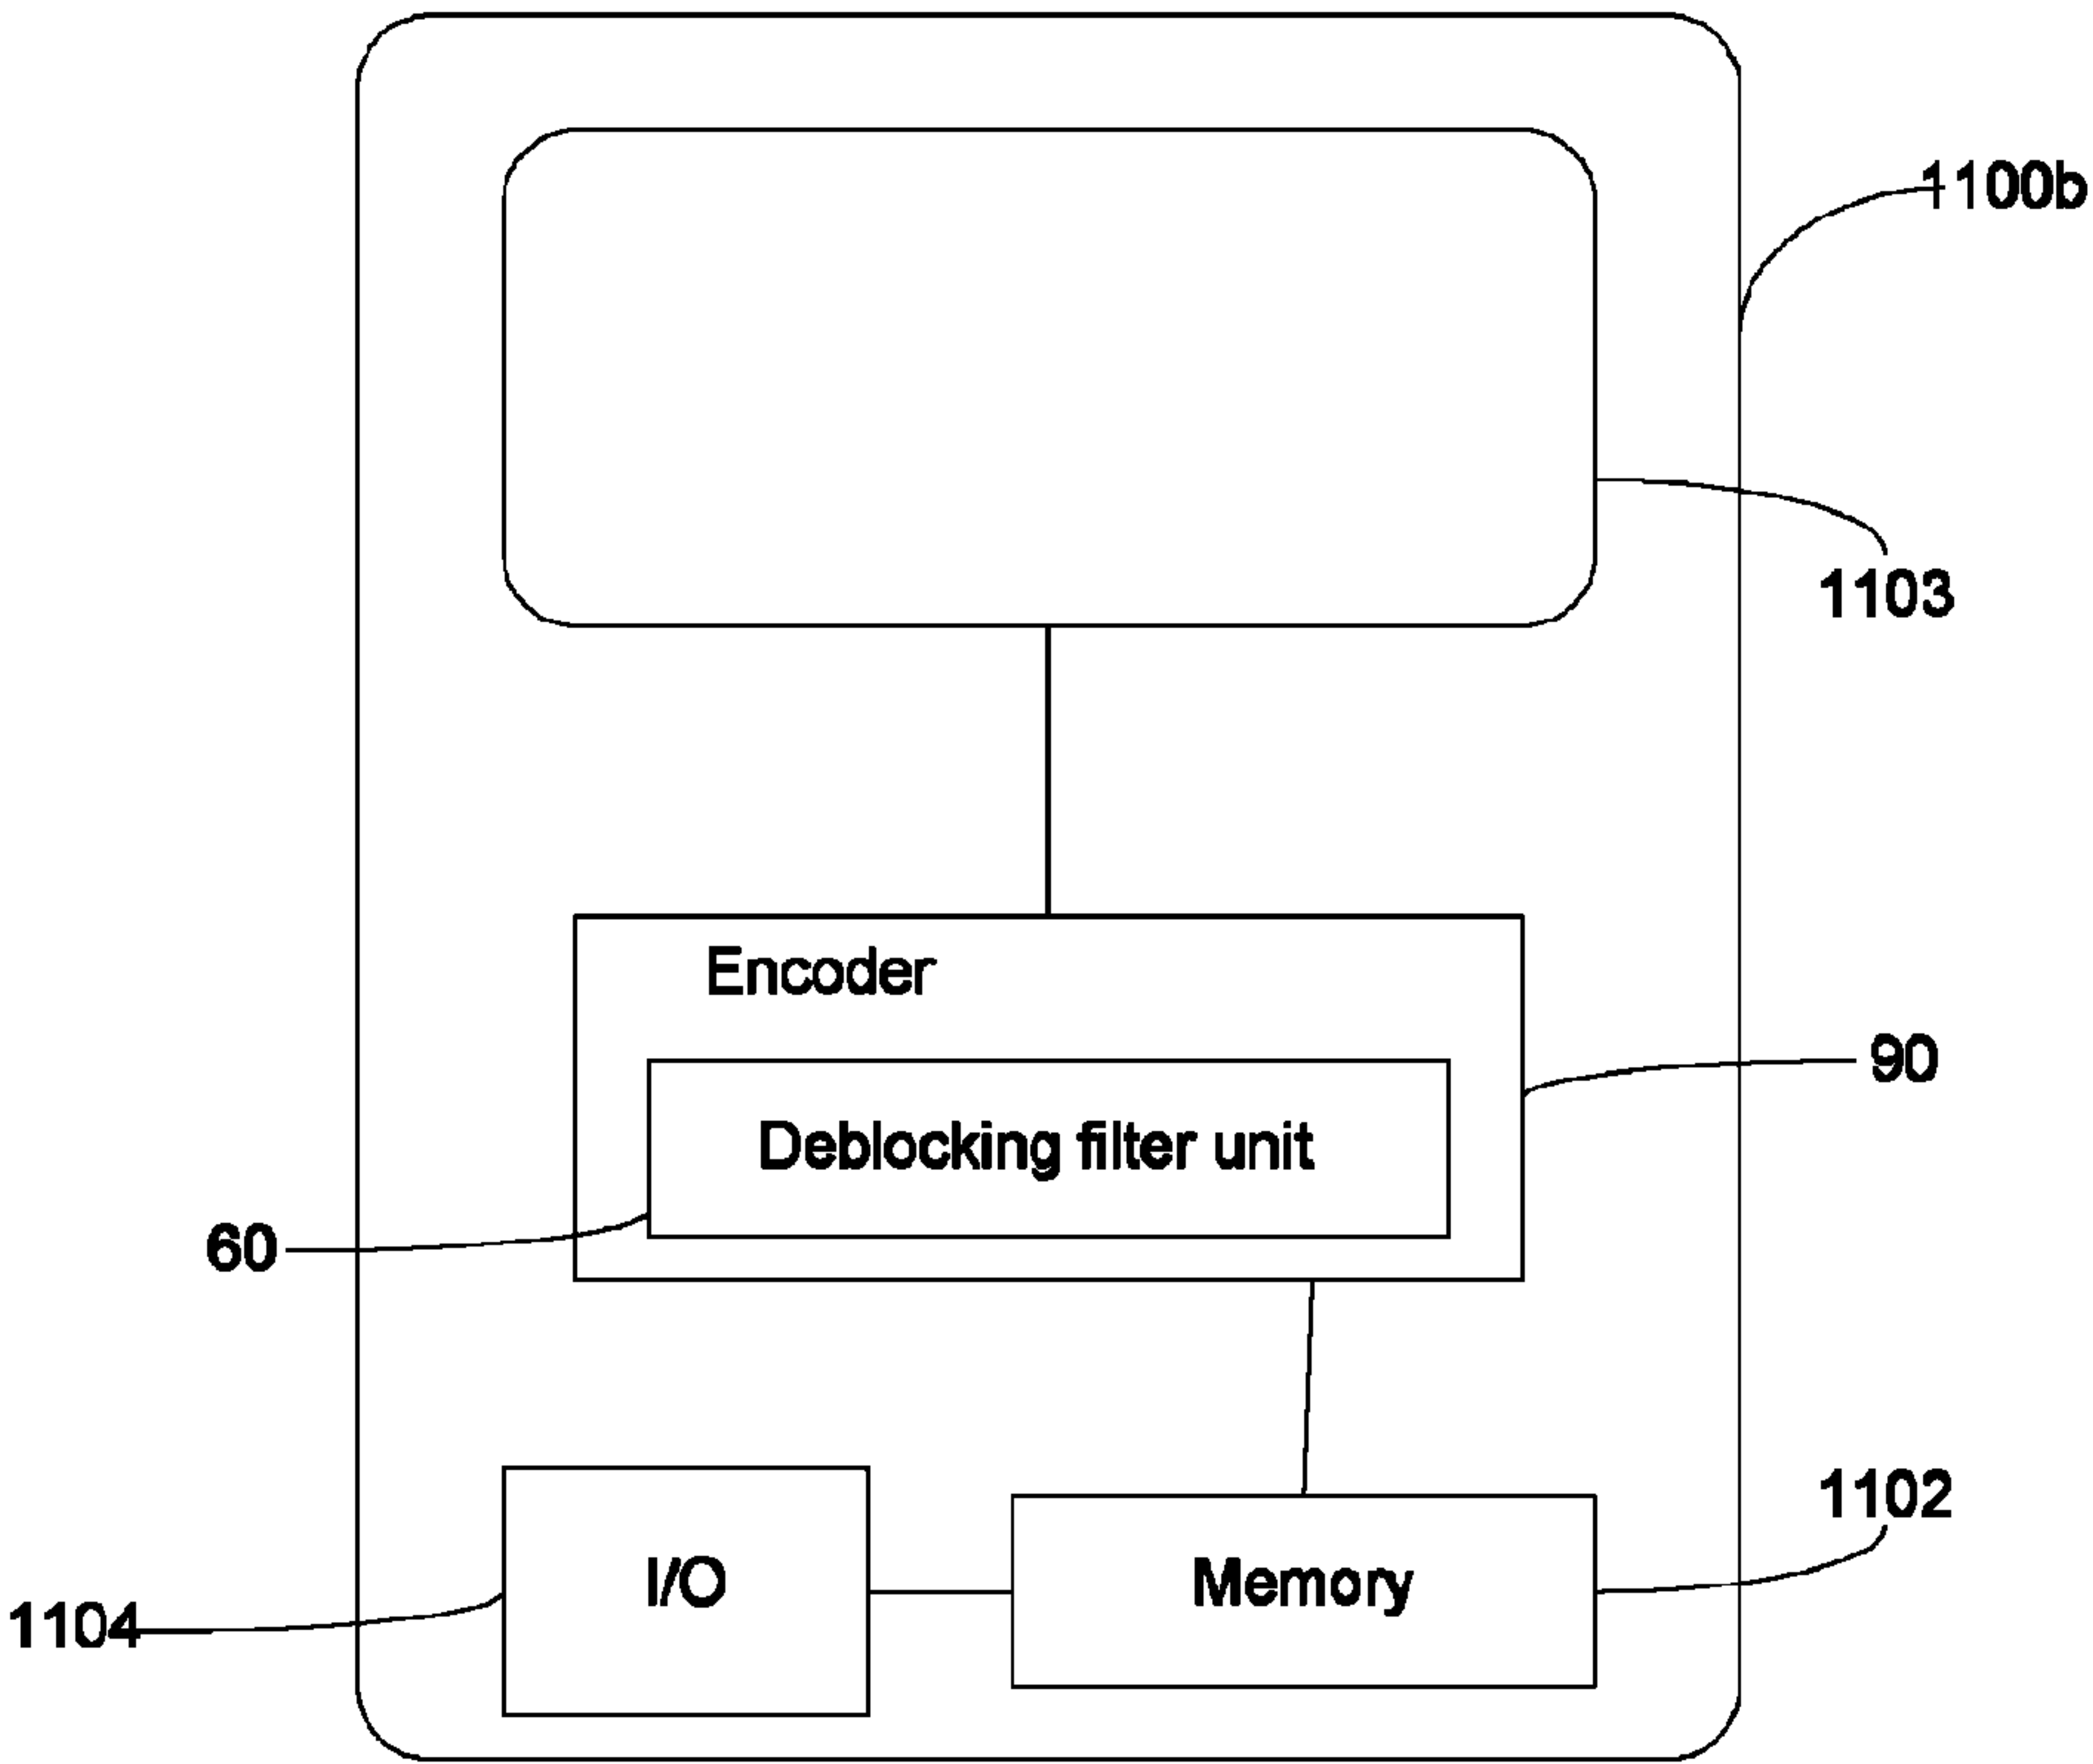 1100b
1103
Encoder
90
Deblocking filter unit
60
1102
I/O
Memory
1104